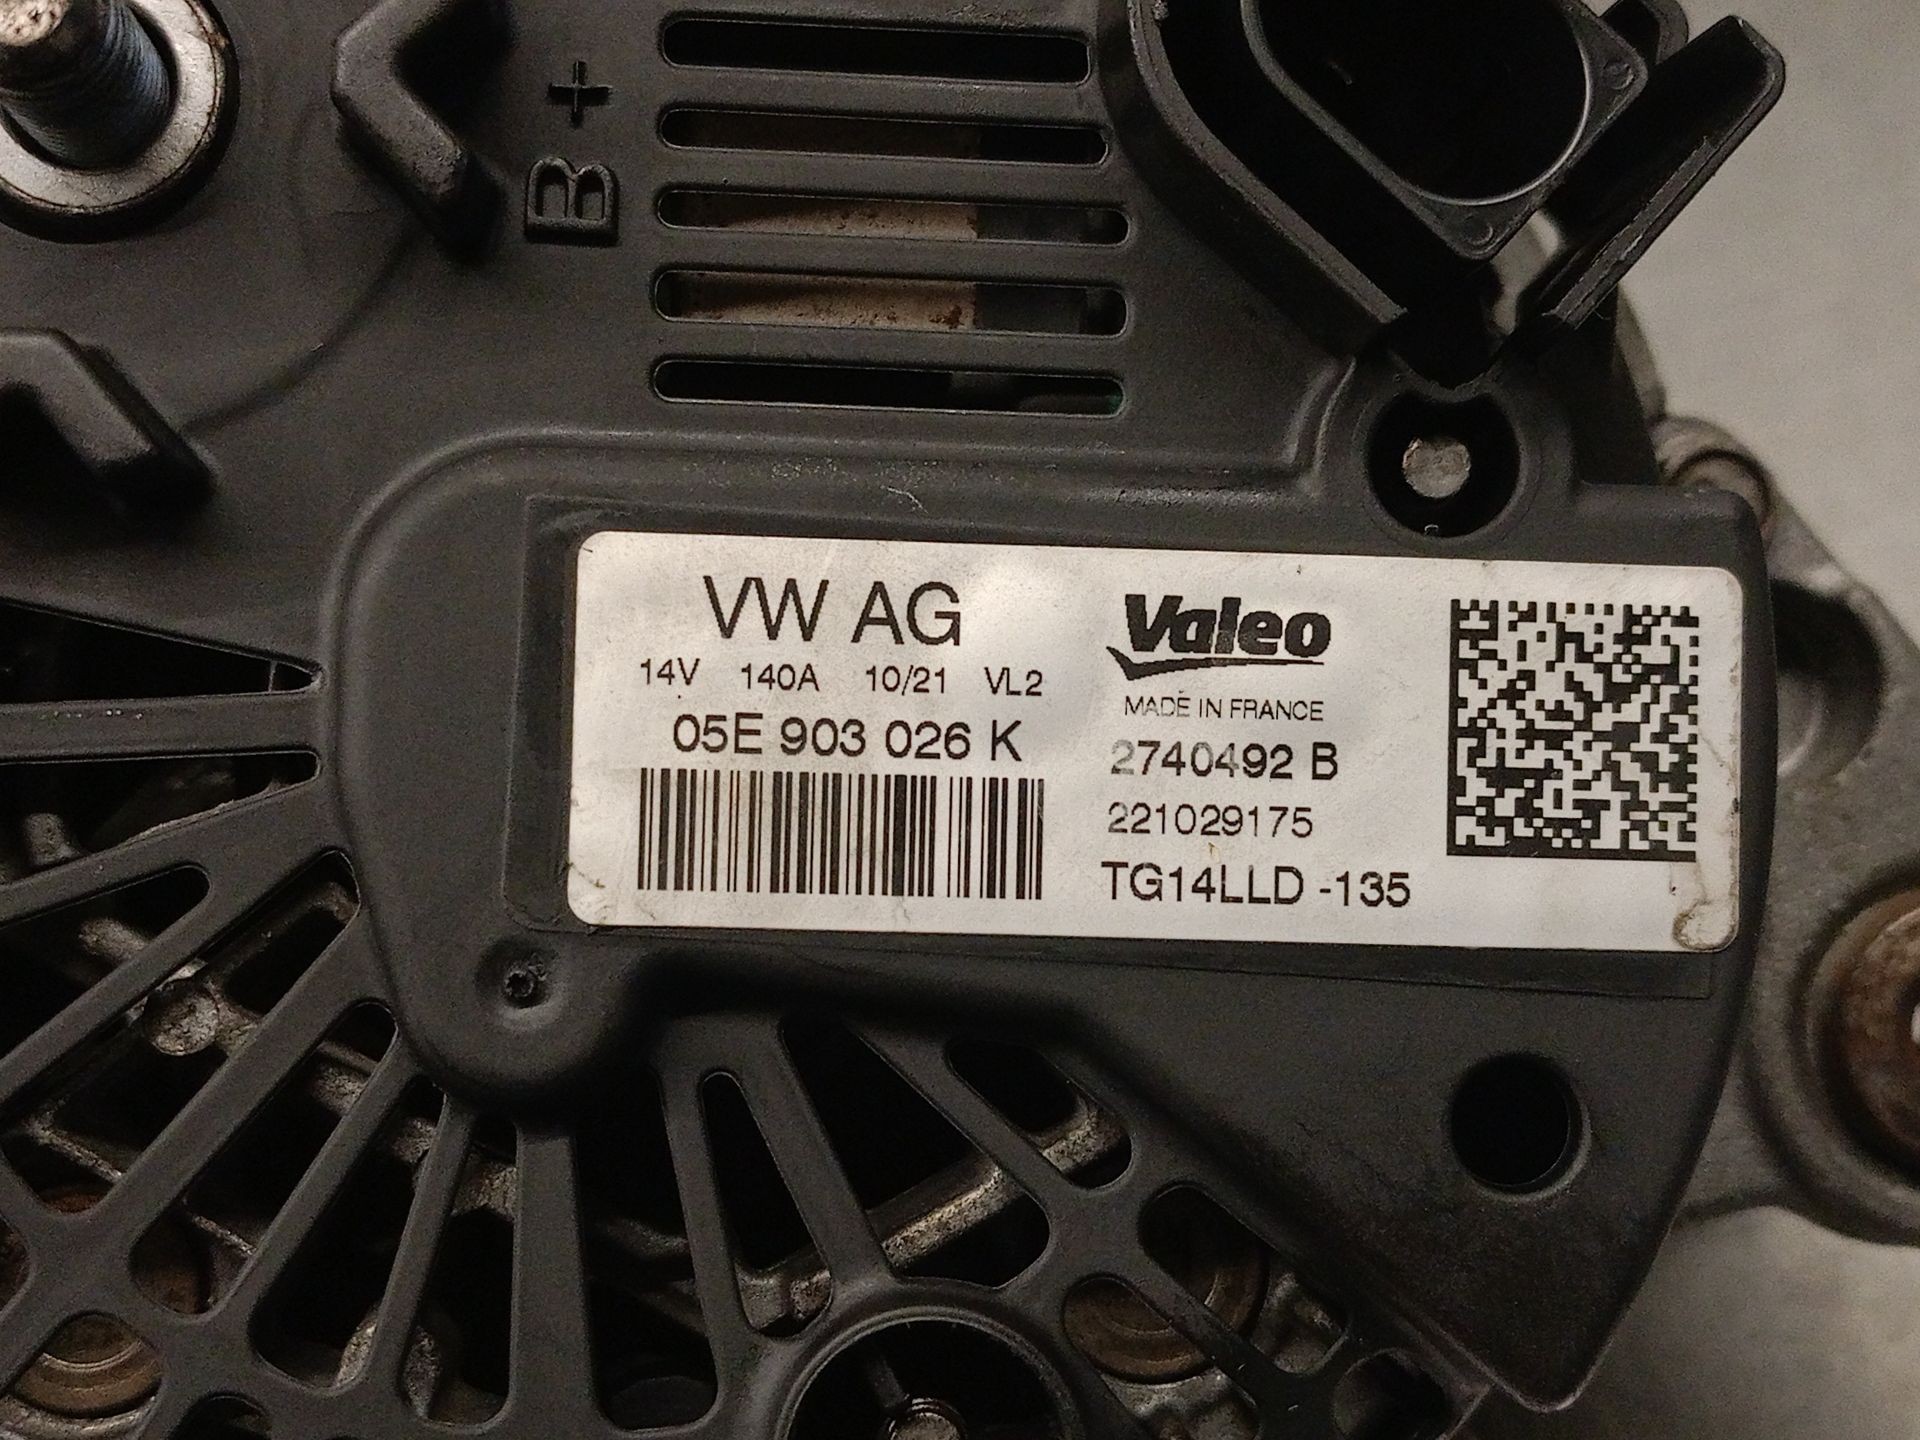 B+
VW AG
14V 140A 10/21 VL2
05E 903 026 K
Valeo
MADE IN FRANCE
2740492 B
221029175
TG14LLD -135